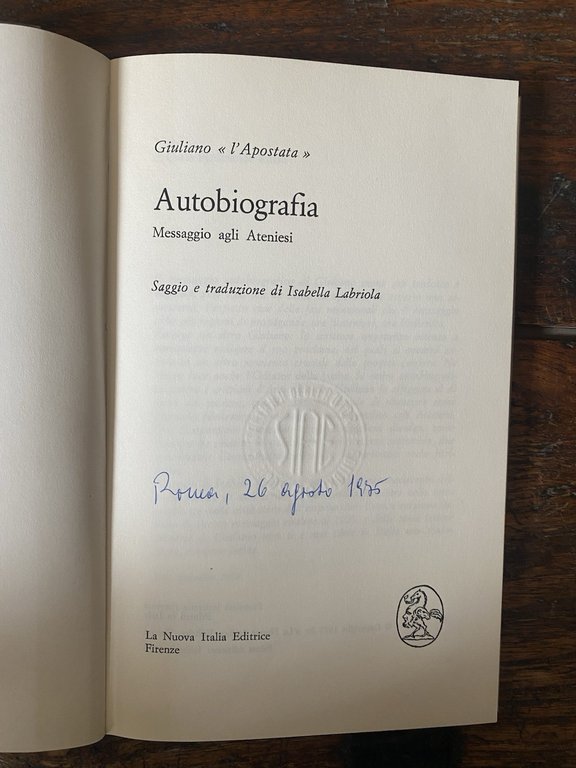 Giuliano « l'Apostata »
Autobiografia
Messaggio agli Ateniesi
Saggio e traduzione di Isabella Labriola
SIAE
Roma, 26 agosto 1975
La Nuova Italia Editrice
Firenze